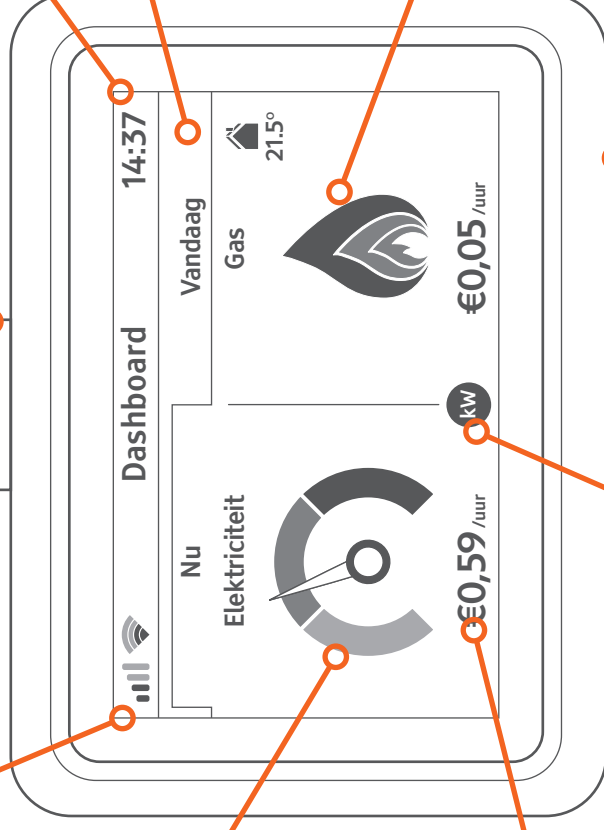 Dashboard 14:37
Nu Vandaag
Elektriciteit
Gas
21.5°
€0,59 /uur
kW
€0,05 /uur